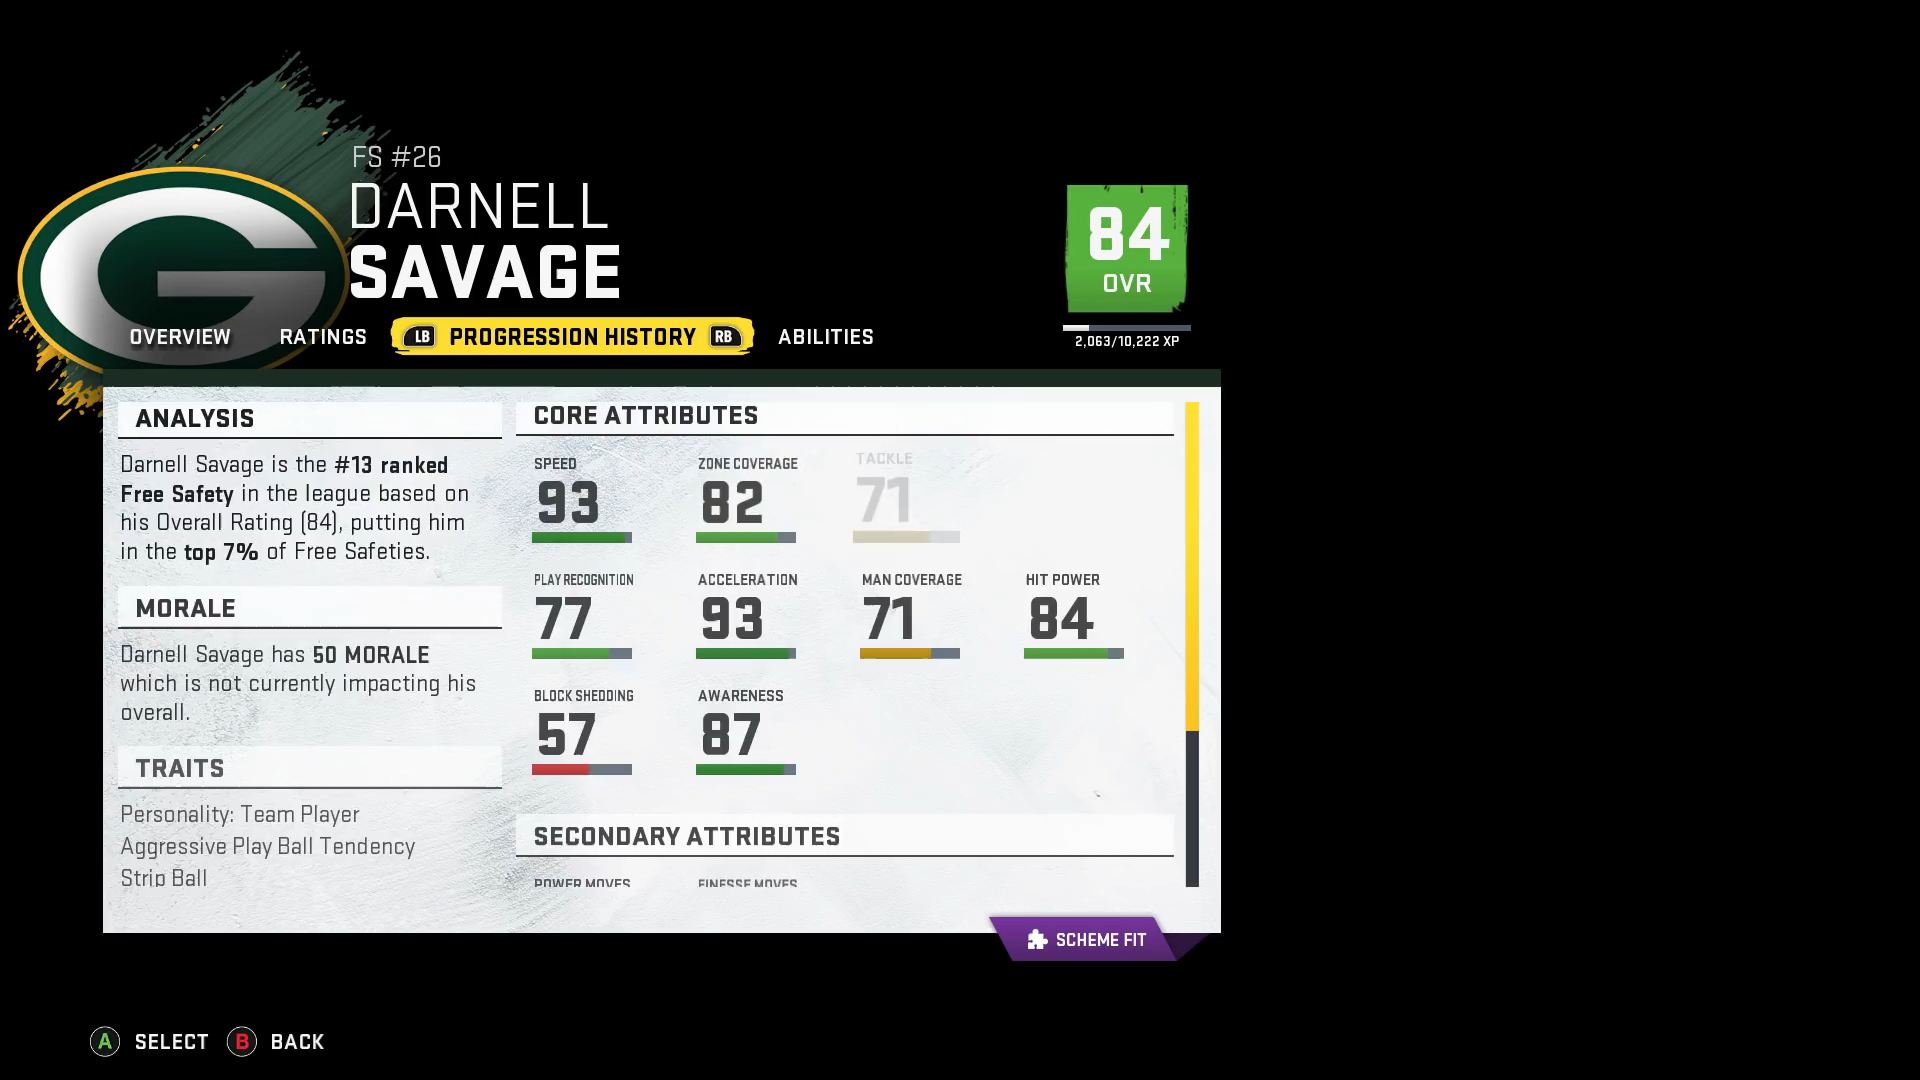 FS #26
DARNELL
SAVAGE
84
OVR
2,063/10,222 XP
OVERVIEW RATINGS LB PROGRESSION HISTORY RB ABILITIES
ANALYSIS
Darnell Savage is the #13 ranked
Free Safety in the league based on
his Overall Rating (84), putting him
in the top 7% of Free Safeties.
MORALE
Darnell Savage has 50 MORALE
which is not currently impacting his
overall.
TRAITS
Personality: Team Player
Aggressive Play Ball Tendency
Strip Ball
CORE ATTRIBUTES
SPEED ZONE COVERAGE TACKLE
93 82 71
PLAY RECOGNITION ACCELERATION MAN COVERAGE HIT POWER
77 93 71 84
BLOCK SHEDDING AWARENESS
57 87
SECONDARY ATTRIBUTES
POWER MOVES FINESSE MOVES
SCHEME FIT
A SELECT B BACK